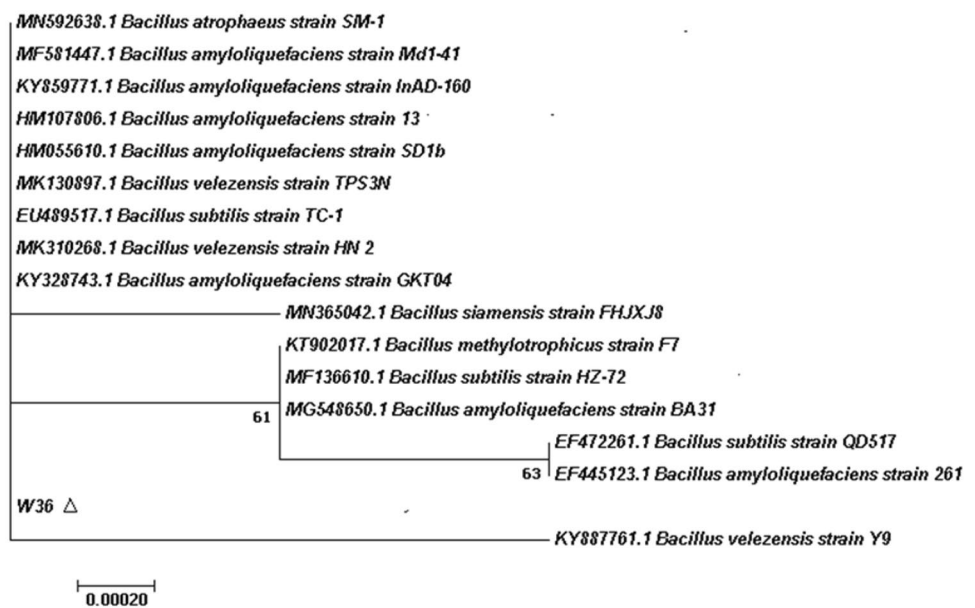 MN592638.1 Bacillus atrophaeus strain SM-1
MF581447.1 Bacillus amyloliquefaciens strain Md1-41
KY859771.1 Bacillus amyloliquefaciens strain InAD-160
HM107806.1 Bacillus amyloliquefaciens strain 13
HM055610.1 Bacillus amyloliquefaciens strain SD1b
MK130897.1 Bacillus velezensis strain TPS3N
EU489517.1 Bacillus subtilis strain TC-1
MK310268.1 Bacillus velezensis strain HN 2
KY328743.1 Bacillus amyloliquefaciens strain GKT04
MN365042.1 Bacillus siamensis strain FHJXJ8
KT902017.1 Bacillus methylotrophicus strain F7
MF136610.1 Bacillus subtilis strain HZ-72
MG548650.1 Bacillus amyloliquefaciens strain BA31
61
EF472261.1 Bacillus subtilis strain QD517
63 EF445123.1 Bacillus amyloliquefaciens strain 261
W36 △
KY887761.1 Bacillus velezensis strain Y9
0.00020